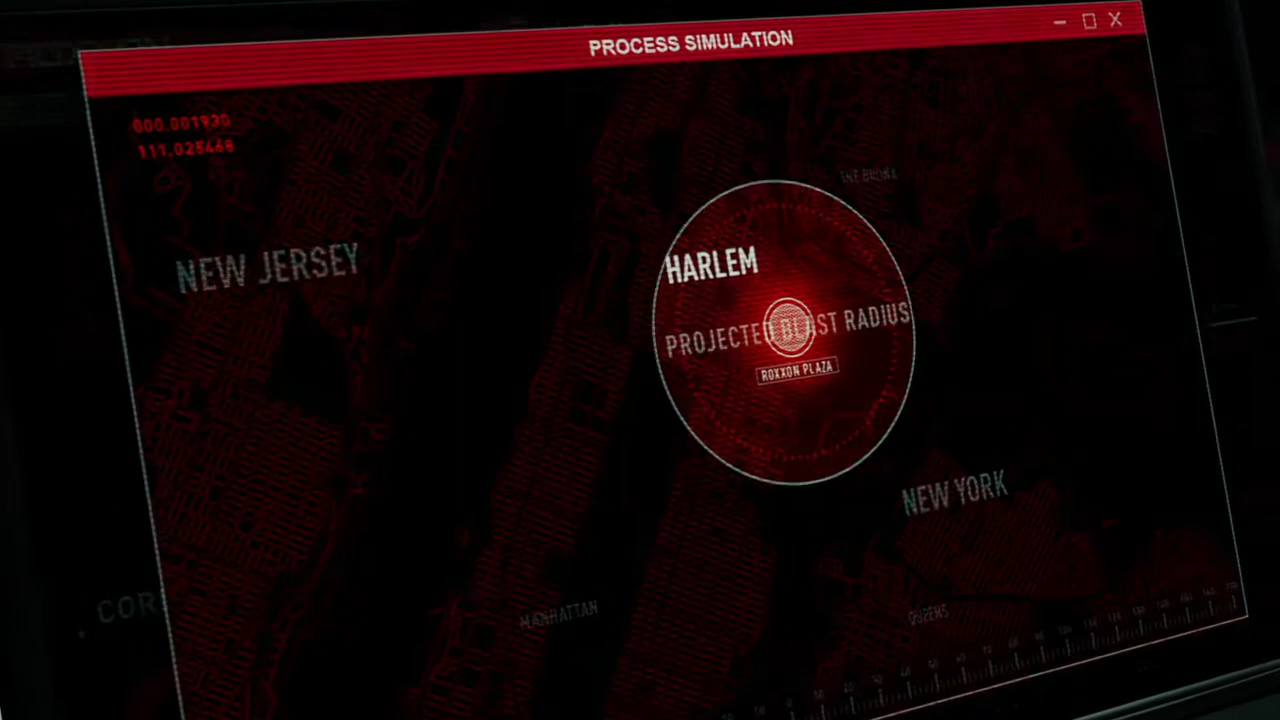 PROCESS SIMULATION
000.001930
111.025468
THE BRONX
NEW JERSEY
HARLEM
PROJECTED BLAST RADIUS
ROXXON PLAZA
NEW YORK
COR
MANHATTAN
QUEENS